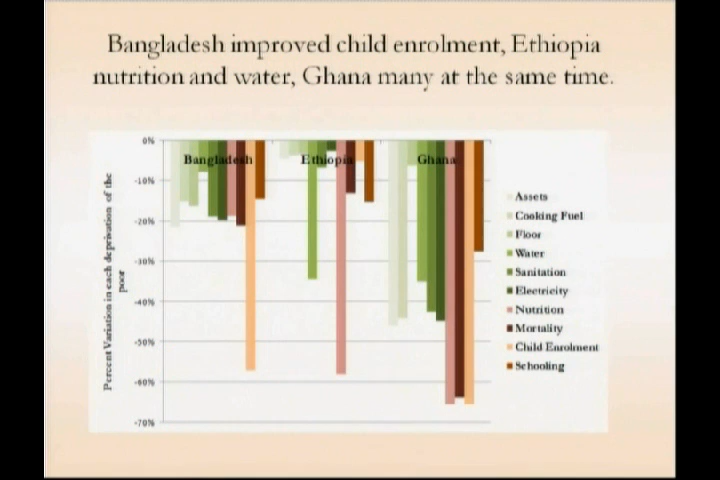 Bangladesh improved child enrolment, Ethiopia
nutrition and water, Ghana many at the same time.
Percent Variation in each deprivation of the
poor
0%
-10%
-20%
-30%
-40%
-50%
-60%
-70%
Bangladesh
Ethiopia
Ghana
Assets
Cooking Fuel
Floor
Water
Sanitation
Electricity
Nutrition
Mortality
Child Enrolment
Schooling